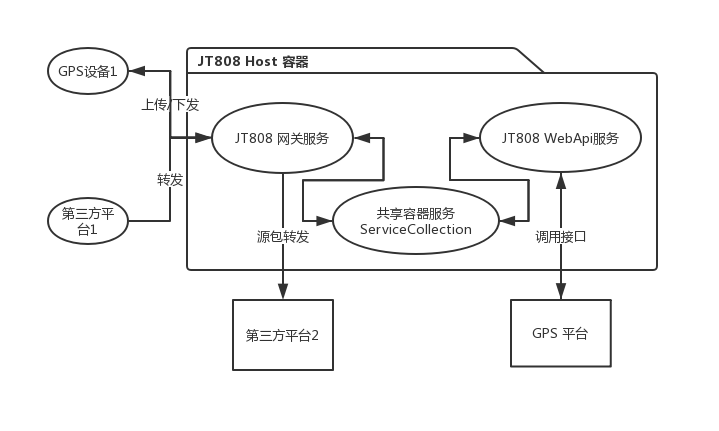 JT808 Host 容器
GPS设备1
上传/下发
JT808 网关服务
JT808 WebApi服务
转发
第三方平
台1
共享容器服务
ServiceCollection
源包转发
调用接口
第三方平台2
GPS 平台